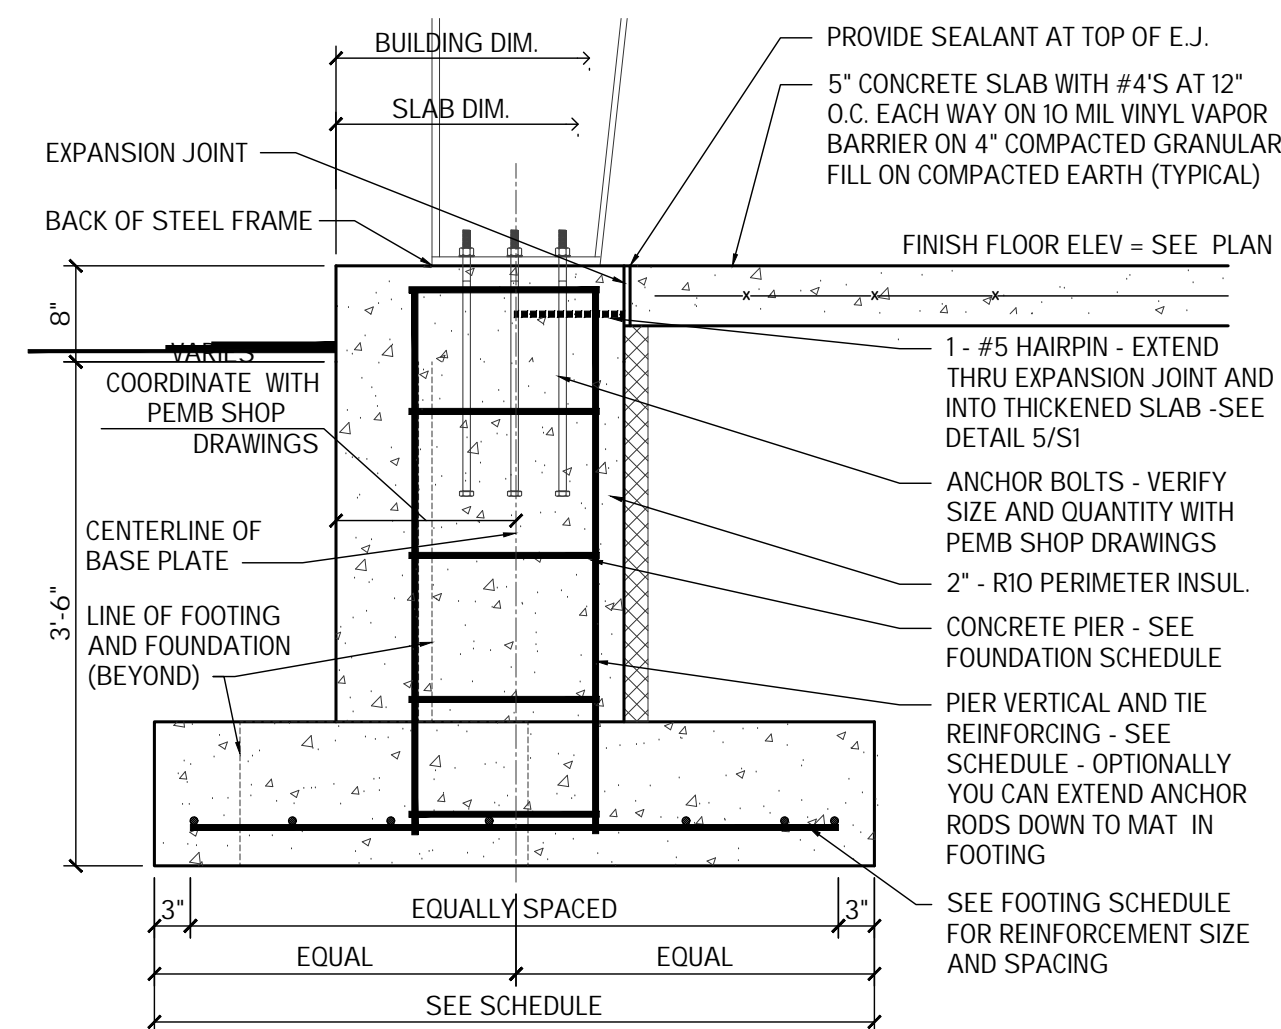 BUILDING DIM.
SLAB DIM.
EXPANSION JOINT
BACK OF STEEL FRAME
8"
VARIES
COORDINATE WITH
PEMB SHOP
DRAWINGS
CENTERLINE OF
BASE PLATE
3'-6"
LINE OF FOOTING
AND FOUNDATION
(BEYOND)
PROVIDE SEALANT AT TOP OF E.J.
5" CONCRETE SLAB WITH #4'S AT 12"
O.C. EACH WAY ON 10 MIL VINYL VAPOR
BARRIER ON 4" COMPACTED GRANULAR
FILL ON COMPACTED EARTH (TYPICAL)
FINISH FLOOR ELEV = SEE PLAN
x x x
1 - #5 HAIRPIN - EXTEND
THRU EXPANSION JOINT AND
INTO THICKENED SLAB -SEE
DETAIL 5/S1
ANCHOR BOLTS - VERIFY
SIZE AND QUANTITY WITH
PEMB SHOP DRAWINGS
2" - R10 PERIMETER INSUL.
CONCRETE PIER - SEE
FOUNDATION SCHEDULE
PIER VERTICAL AND TIE
REINFORCING - SEE
SCHEDULE - OPTIONALLY
YOU CAN EXTEND ANCHOR
RODS DOWN TO MAT IN
FOOTING
SEE FOOTING SCHEDULE
FOR REINFORCEMENT SIZE
AND SPACING
3" EQUALLY SPACED 3"
EQUAL EQUAL
SEE SCHEDULE